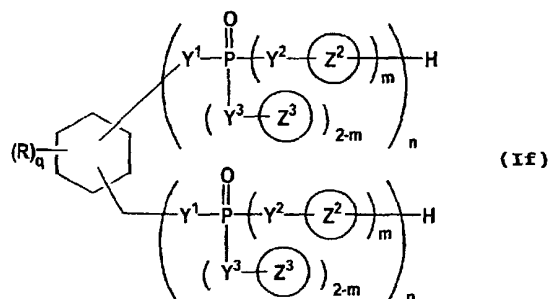 O
Y¹—P—(Y²—Z²)m—H
(Y³—Z³)2-m
n
(R)q
(If)
O
Y¹—P—(Y²—Z²)m—H
(Y³—Z³)2-m
n